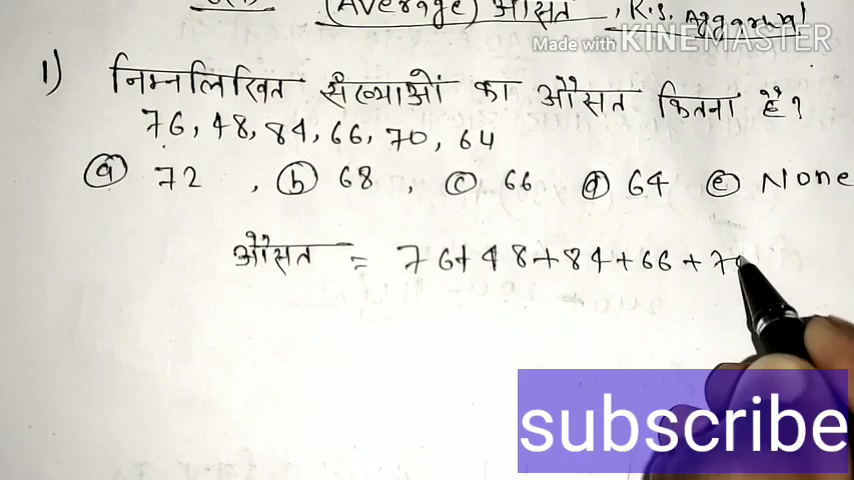 (Average) औसत , R.S. Aggarwal
Made with KINEMASTER
1) निम्नलिखित संख्याओं का औसत कितना है?
76, 48, 84, 66, 70, 64
(a) 72 , (b) 68 , (c) 66 (d) 64 (e) None
औसत = 76+48+84+66+70
subscribe